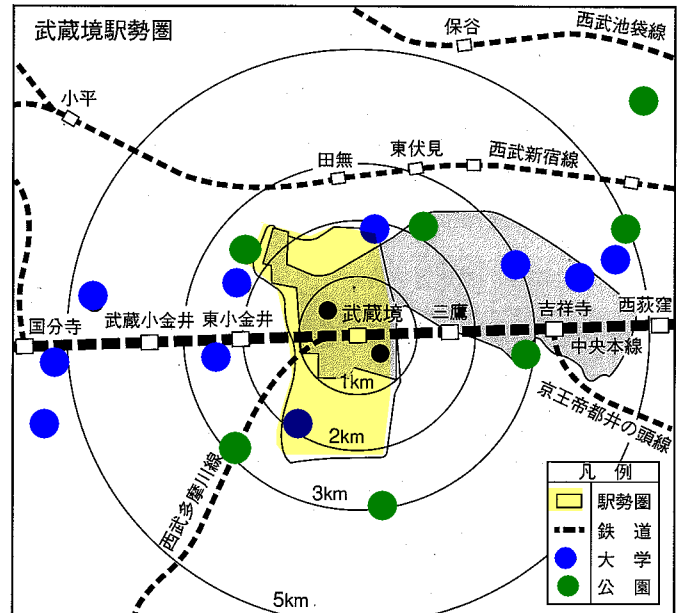 武蔵境駅勢圏
保谷
西武池袋線
小平
田無
東伏見
西武新宿線
国分寺
武蔵小金井
東小金井
武蔵境
三鷹
吉祥寺
西荻窪
中央本線
京王帝都井の頭線
西武多摩川線
1km
2km
3km
5km
凡例
駅勢圏
鉄道
大学
公園